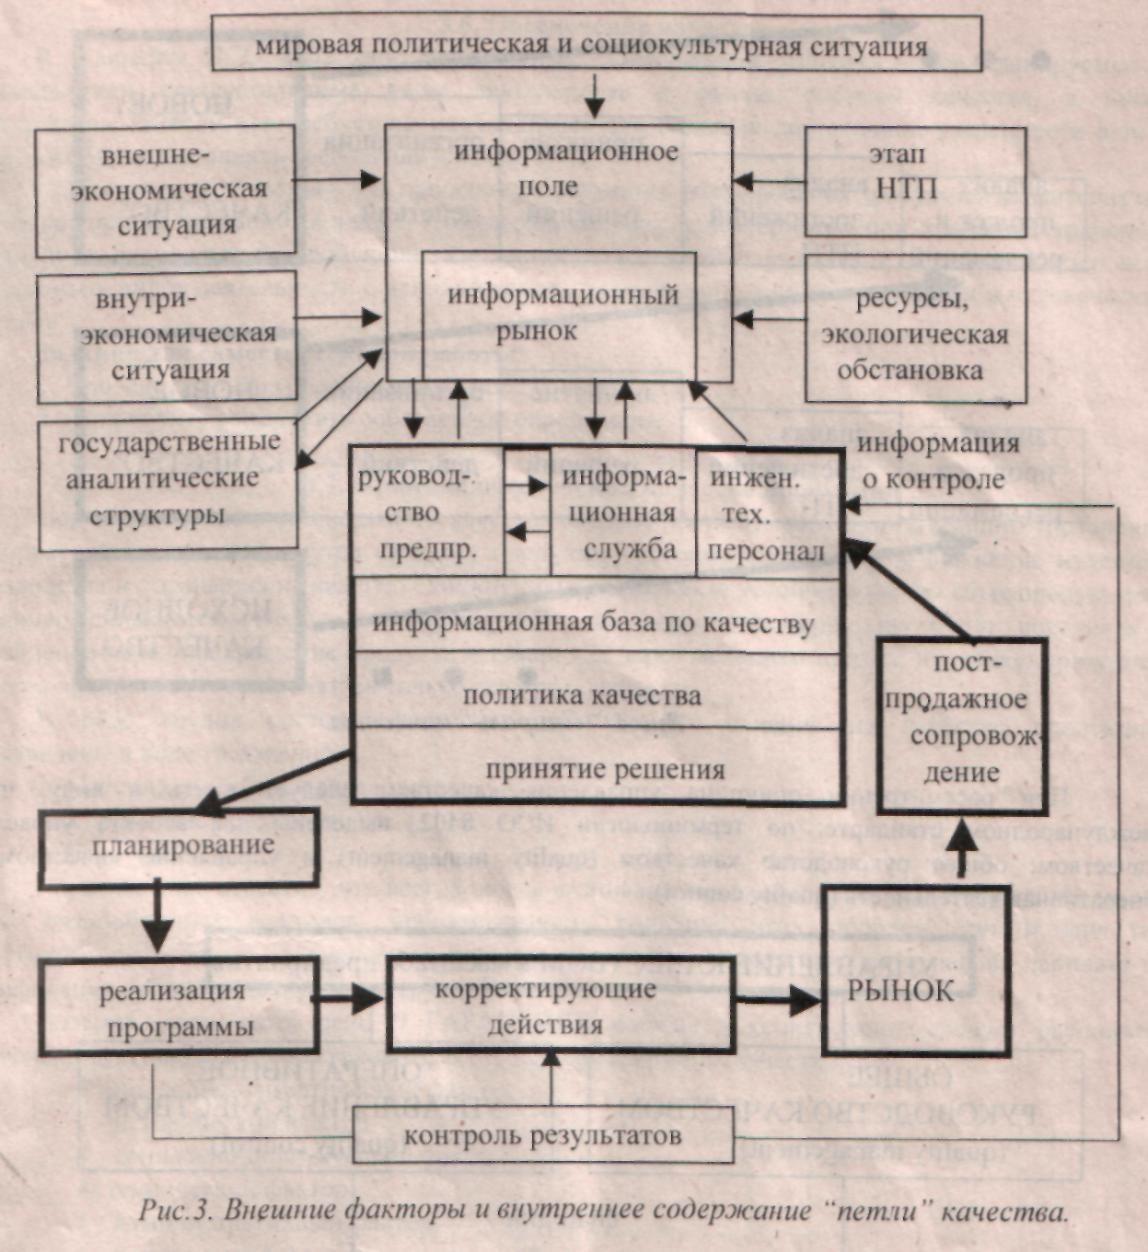 мировая политическая и социокультурная ситуация
внешне-
экономическая
ситуация
информационное
поле
этап
НТП
внутри-
экономическая
ситуация
информационный
рынок
ресурсы,
экологическая
обстановка
государственные
аналитические
структуры
информация
о контроле
руковод-
ство
предпр.
информа-
ционная
служба
инжен.
тех.
персонал
информационная база по качеству
политика качества
принятие решения
пост-
продажное
сопровож-
дение
планирование
реализация
программы
корректирующие
действия
РЫНОК
контроль результатов
Рис.3. Внешние факторы и внутреннее содержание “петли” качества.